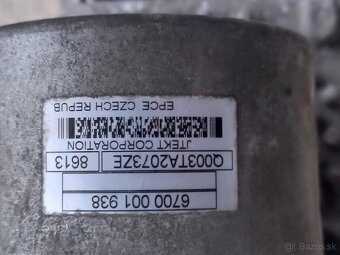 6700 001 938
Q003TA2073ZE 8613
JTEKT CORPORATION
EPCE. CZECH REPUB.
Bazos.sk